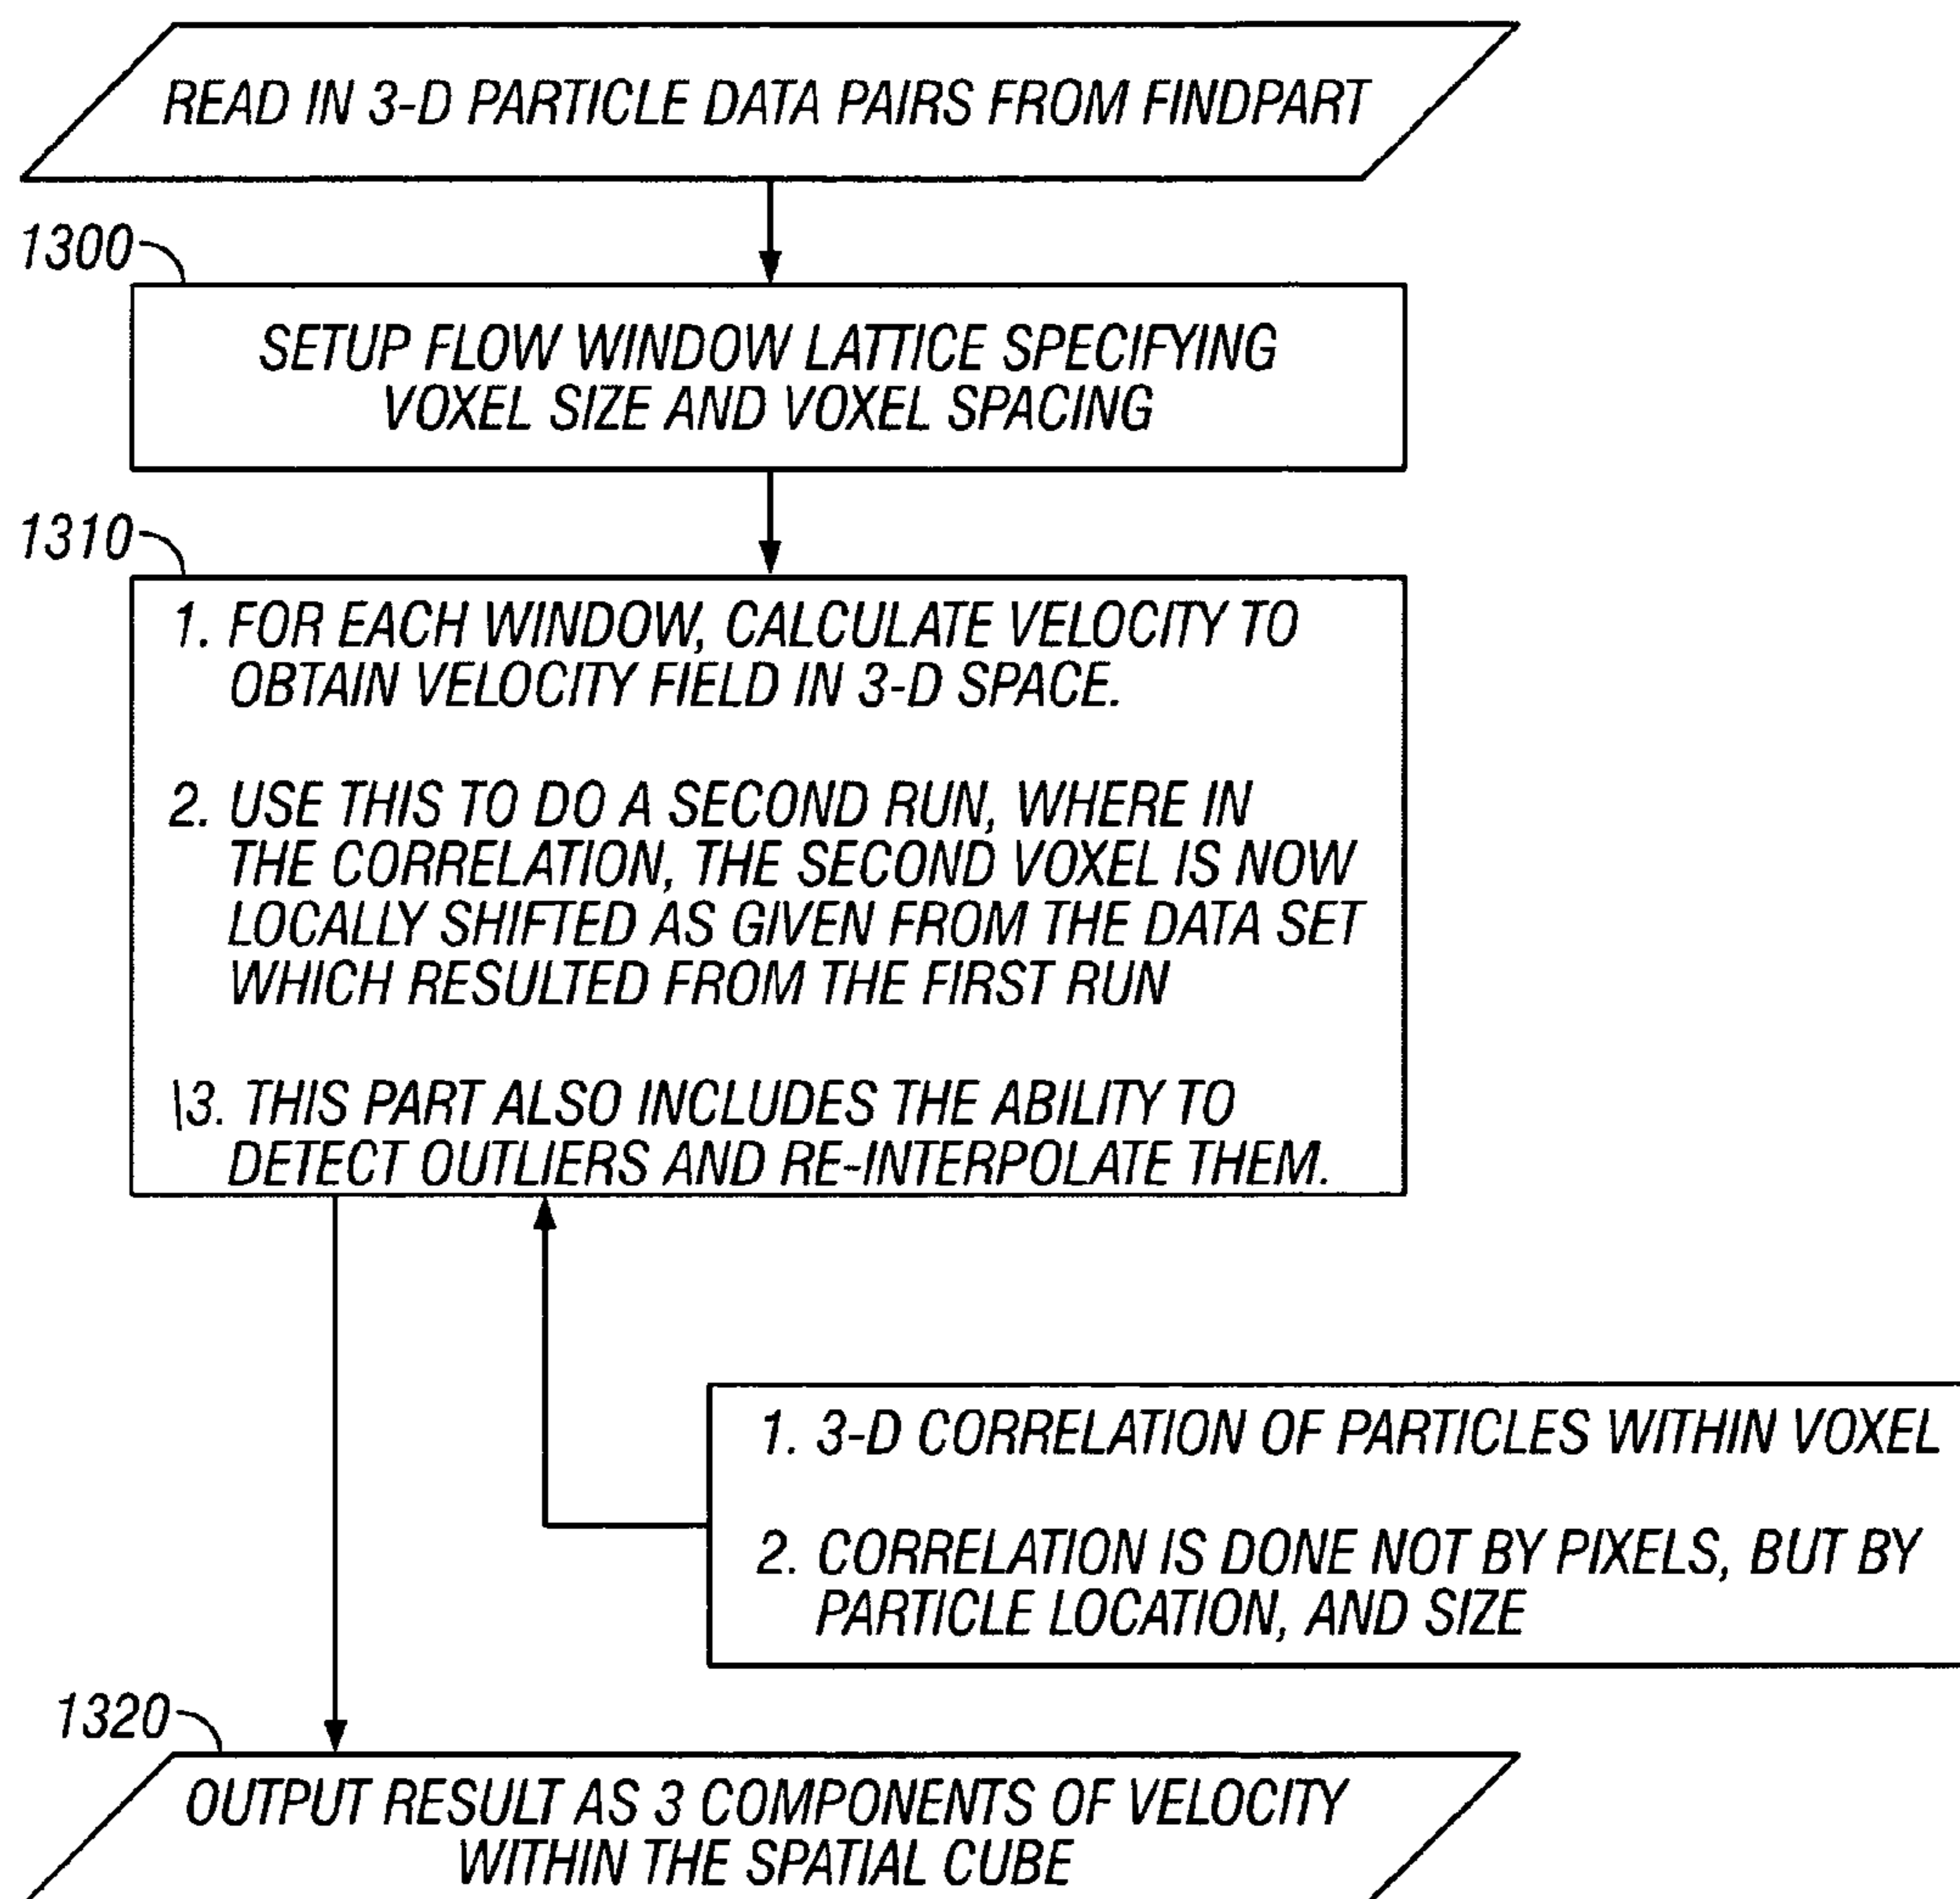 READ IN 3-D PARTICLE DATA PAIRS FROM FINDPART
1300
SETUP FLOW WINDOW LATTICE SPECIFYING
VOXEL SIZE AND VOXEL SPACING
1310
1. FOR EACH WINDOW, CALCULATE VELOCITY TO
OBTAIN VELOCITY FIELD IN 3-D SPACE.
2. USE THIS TO DO A SECOND RUN, WHERE IN
THE CORRELATION, THE SECOND VOXEL IS NOW
LOCALLY SHIFTED AS GIVEN FROM THE DATA SET
WHICH RESULTED FROM THE FIRST RUN
\3. THIS PART ALSO INCLUDES THE ABILITY TO
DETECT OUTLIERS AND RE-INTERPOLATE THEM.
1. 3-D CORRELATION OF PARTICLES WITHIN VOXEL
2. CORRELATION IS DONE NOT BY PIXELS, BUT BY
PARTICLE LOCATION, AND SIZE
1320
OUTPUT RESULT AS 3 COMPONENTS OF VELOCITY
WITHIN THE SPATIAL CUBE